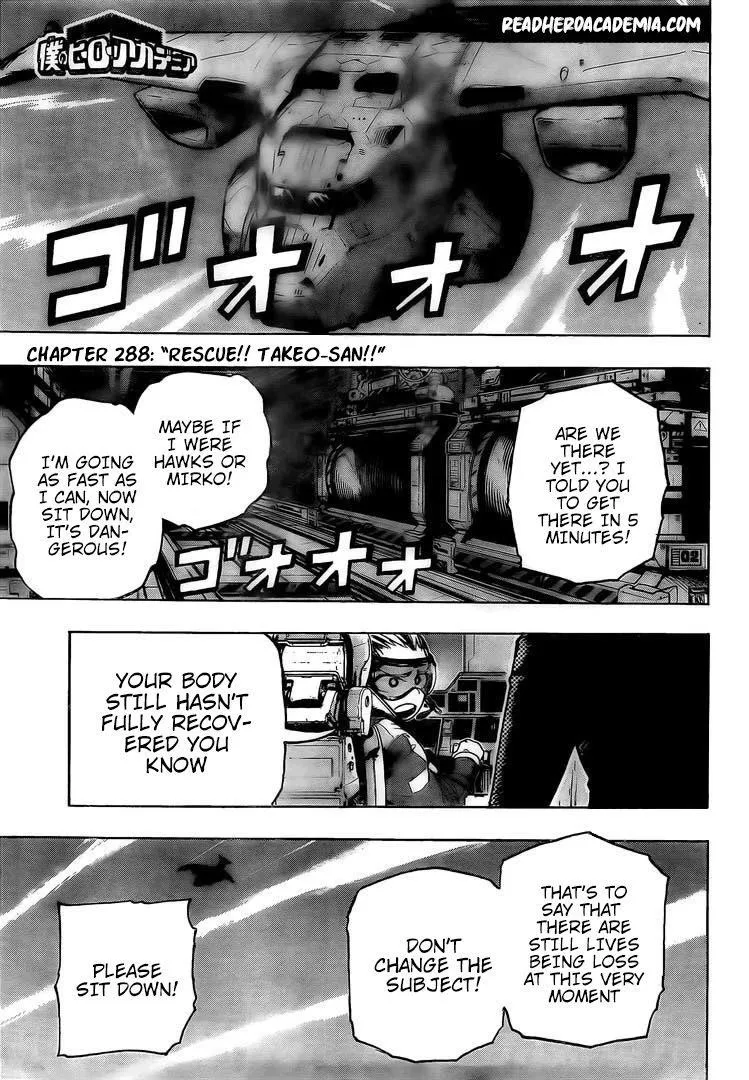 READHEROACADEMIA.COM
僕のヒーローアカデミア
ゴオオオ
CHAPTER 288: "RESCUE!! TAKEO-SAN!!"
ARE WE
THERE
YET...? I
TOLD YOU
TO GET
THERE IN 5
MINUTES!
MAYBE IF
I WERE
HAWKS OR
MIRKO!
I'M GOING
AS FAST AS
I CAN, NOW
SIT DOWN,
IT'S DAN-
GEROUS!
02
ゴオオオ
YOUR BODY
STILL HASN'T
FULLY RECOV-
ERED YOU
KNOW
THAT'S TO
SAY THAT
THERE ARE
STILL LIVES
BEING LOSS
AT THIS VERY
MOMENT
DON'T
CHANGE THE
SUBJECT!
PLEASE
SIT DOWN!